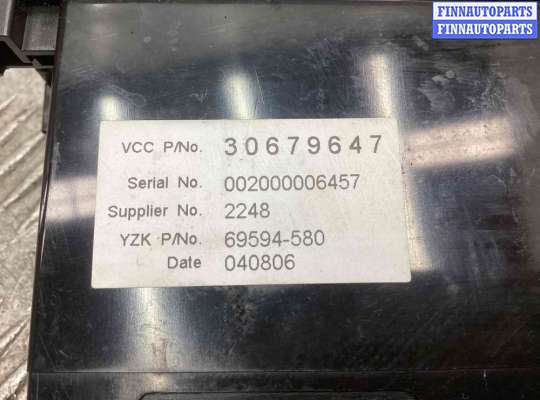 FINNAUTOPARTS
FINNAUTOPARTS
VCC P/No. 30679647
Serial No. 002000006457
Supplier No. 2248
YZK P/No. 69594-580
Date 040806